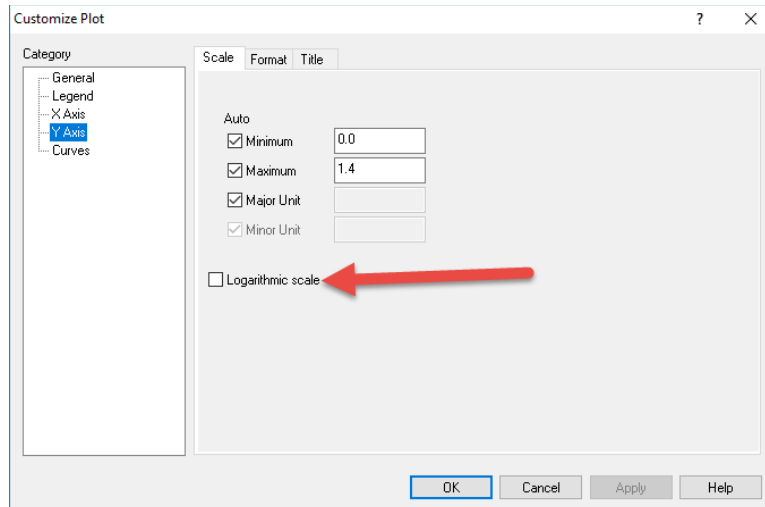 Customize Plot
?
Category
General
Legend
X Axis
Y Axis
Curves
Scale Format Title
Auto
Minimum 0.0
Maximum 1.4
Major Unit
Minor Unit
Logarithmic scale
OK Cancel Apply Help